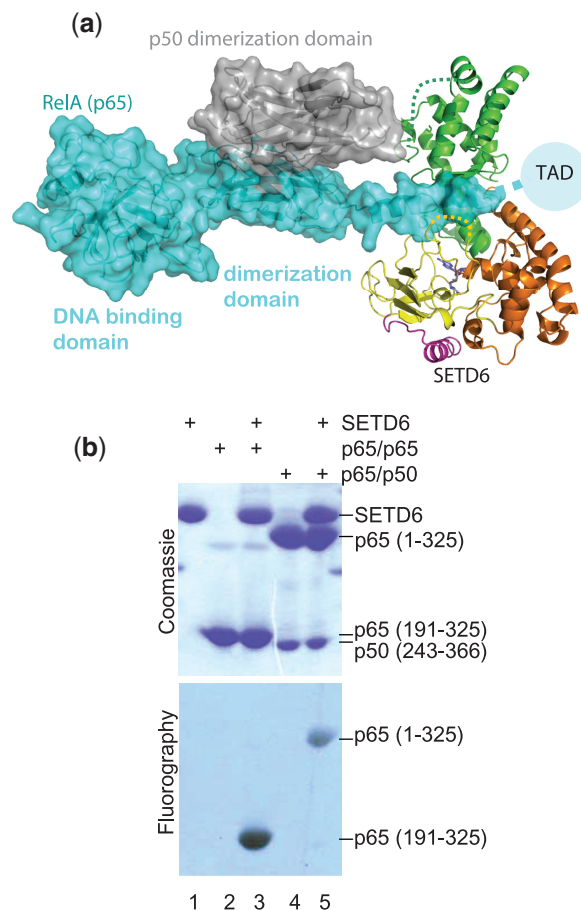 (a)
p50 dimerization domain
RelA (p65)
TAD
dimerization
domain
DNA binding
domain
SETD6
(b)
+ + + SETD6
+ + p65/p65
+ + p65/p50
Coomassie
SETD6
p65 (1-325)
p65 (191-325)
p50 (243-366)
Fluorography
p65 (1-325)
p65 (191-325)
1 2 3 4 5